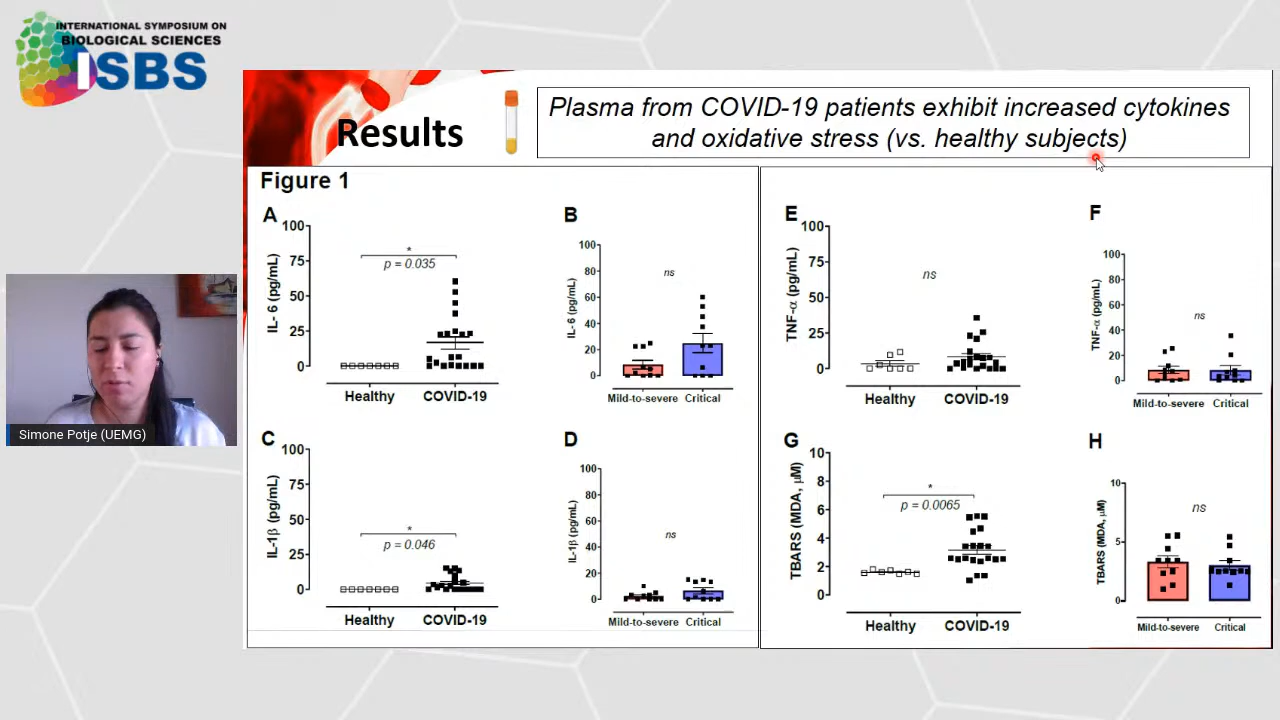 INTERNATIONAL SYMPOSIUM ON
BIOLOGICAL SCIENCES
ISBS
Results
Plasma from COVID-19 patients exhibit increased cytokines
and oxidative stress (vs. healthy subjects)
Figure 1
A
100
75
50
25
0
IL- 6 (pg/mL)
*
p = 0.035
Healthy
COVID-19
B
100
80
60
40
20
0
IL- 6 (pg/mL)
ns
Mild-to-severe
Critical
C
100
75
50
25
0
IL-1β (pg/mL)
*
p = 0.046
Healthy
COVID-19
D
100
80
60
40
20
0
IL-1β (pg/mL)
ns
Mild-to-severe
Critical
E
100
75
50
25
0
TNF-α (pg/mL)
ns
Healthy
COVID-19
F
100
80
60
40
20
0
TNF-α (pg/mL)
ns
Mild-to-severe
Critical
G
10
8
6
4
2
0
TBARS (MDA, µM)
*
p = 0.0065
Healthy
COVID-19
H
10
5
0
TBARS (MDA, µM)
ns
Mild-to-severe
Critical
Simone Potje (UEMG)